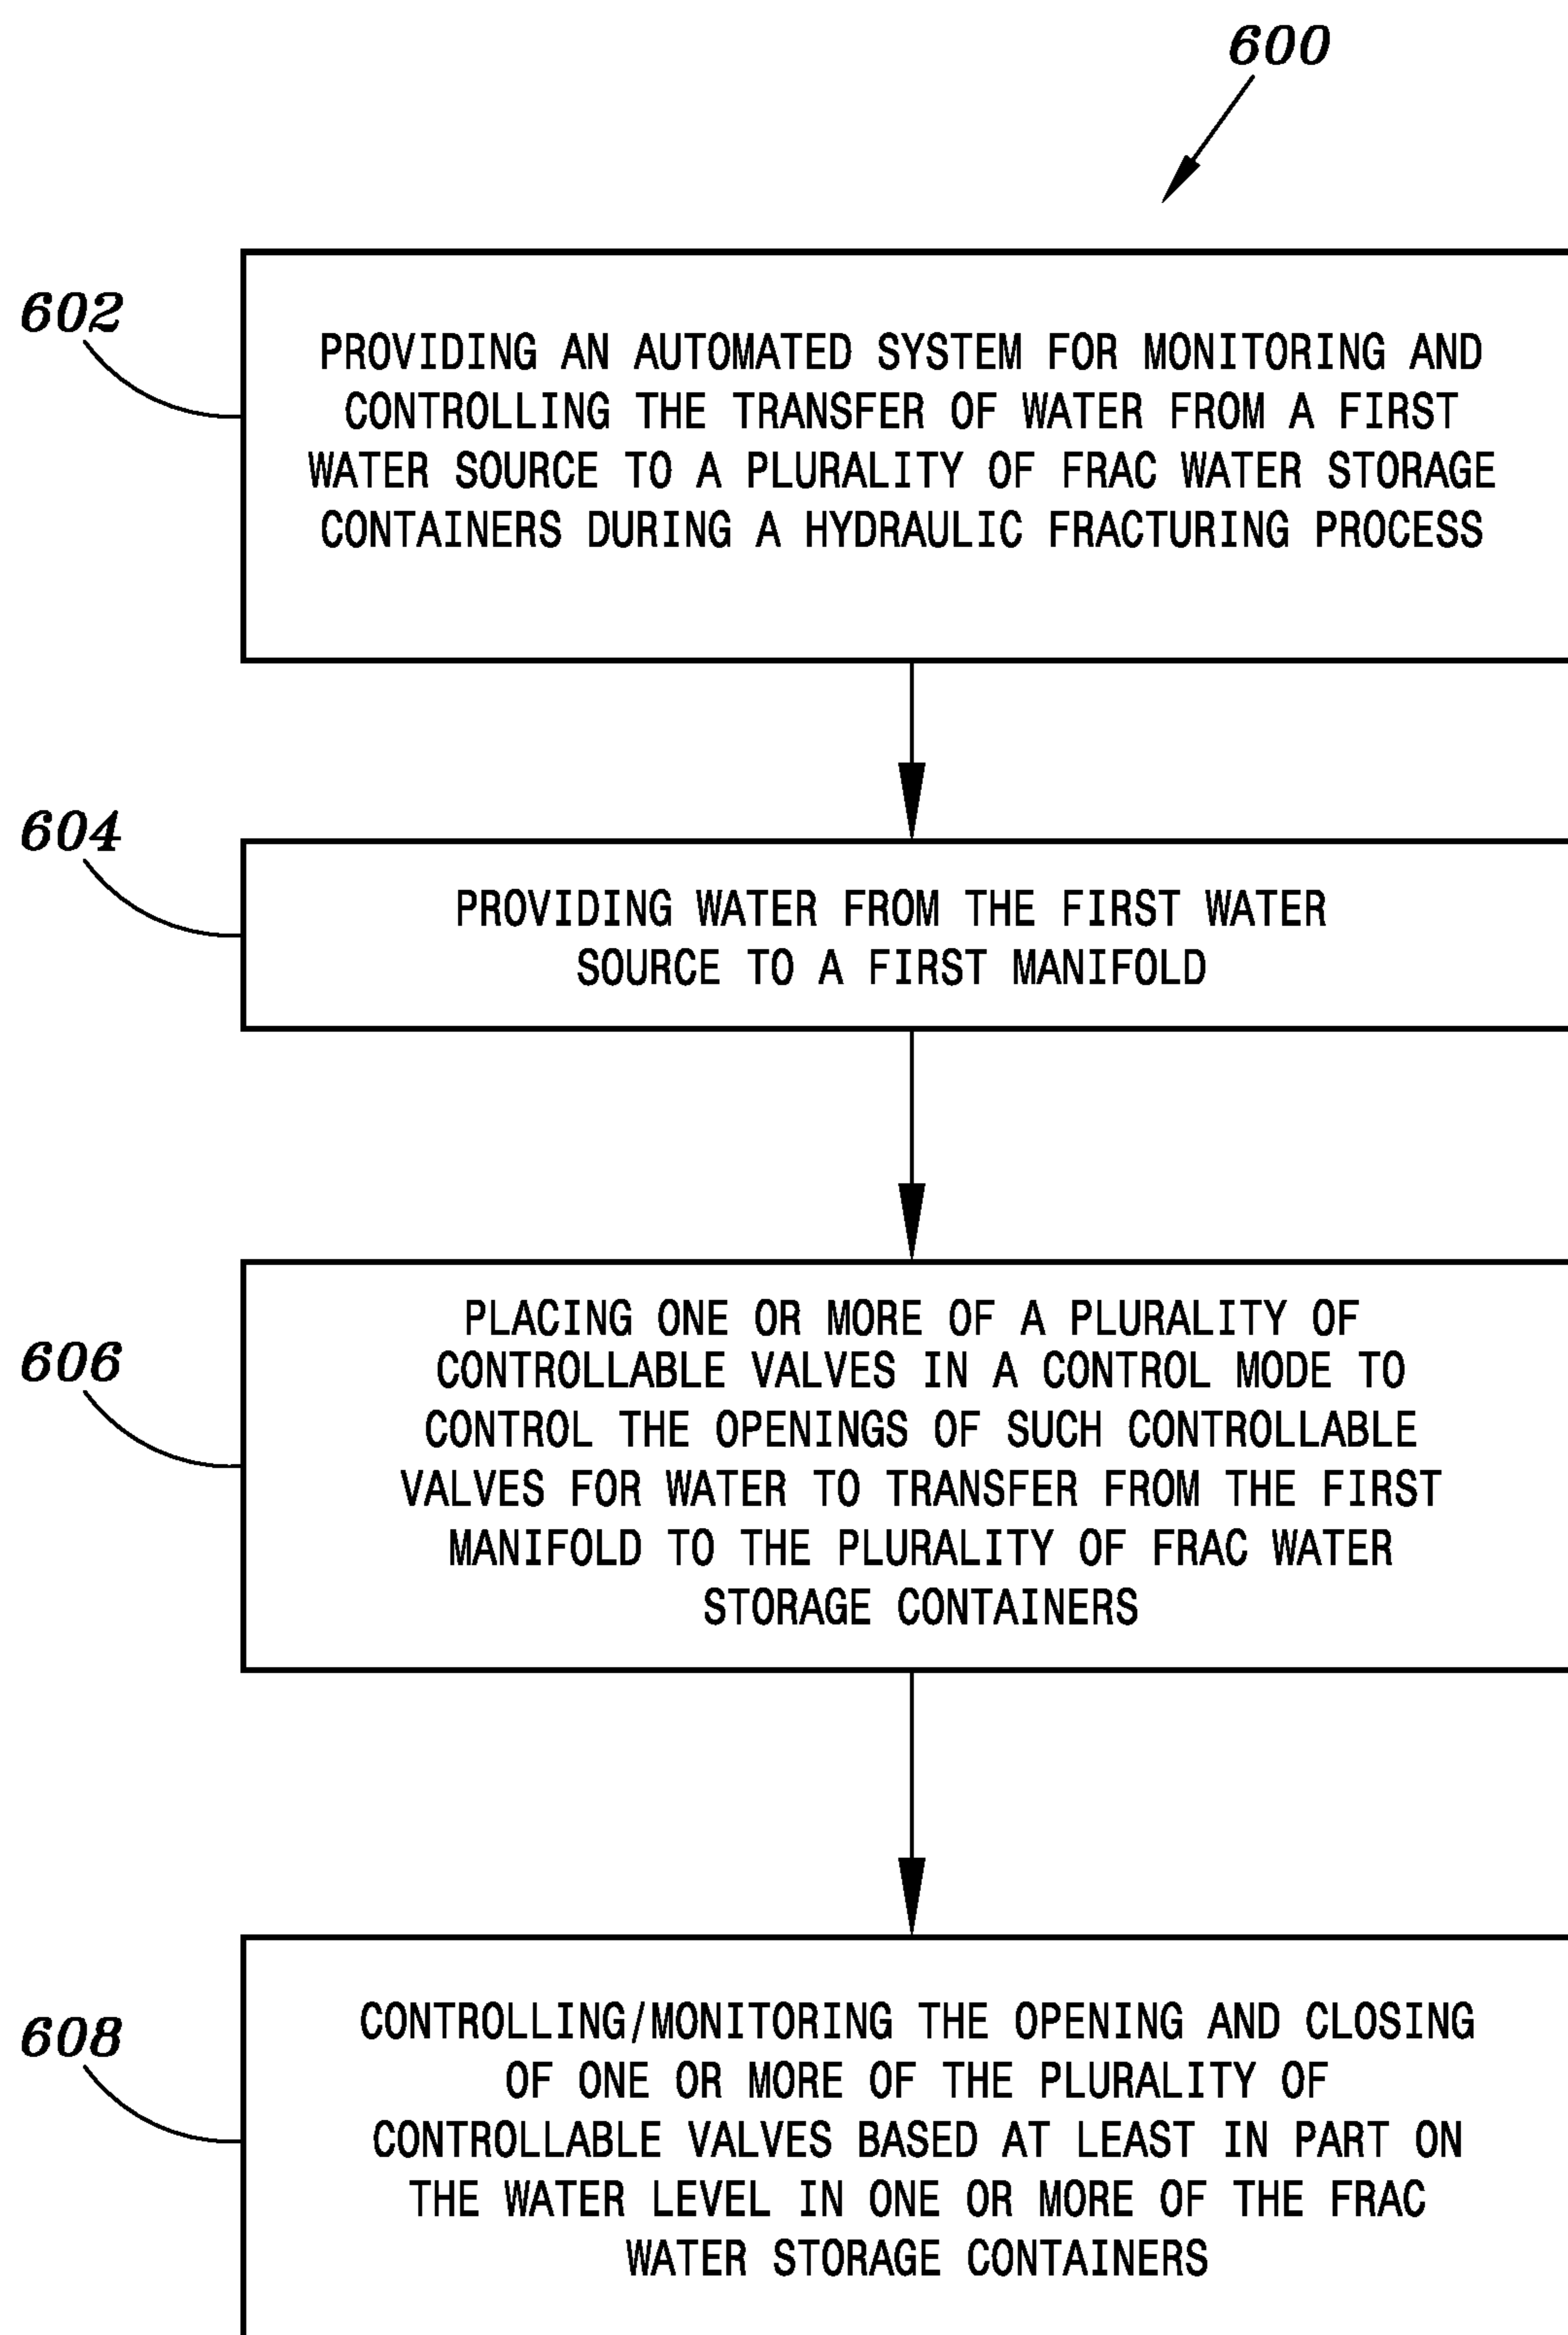 600
602
PROVIDING AN AUTOMATED SYSTEM FOR MONITORING AND
CONTROLLING THE TRANSFER OF WATER FROM A FIRST
WATER SOURCE TO A PLURALITY OF FRAC WATER STORAGE
CONTAINERS DURING A HYDRAULIC FRACTURING PROCESS
604
PROVIDING WATER FROM THE FIRST WATER
SOURCE TO A FIRST MANIFOLD
606
PLACING ONE OR MORE OF A PLURALITY OF
CONTROLLABLE VALVES IN A CONTROL MODE TO
CONTROL THE OPENINGS OF SUCH CONTROLLABLE
VALVES FOR WATER TO TRANSFER FROM THE FIRST
MANIFOLD TO THE PLURALITY OF FRAC WATER
STORAGE CONTAINERS
608
CONTROLLING/MONITORING THE OPENING AND CLOSING
OF ONE OR MORE OF THE PLURALITY OF
CONTROLLABLE VALVES BASED AT LEAST IN PART ON
THE WATER LEVEL IN ONE OR MORE OF THE FRAC
WATER STORAGE CONTAINERS